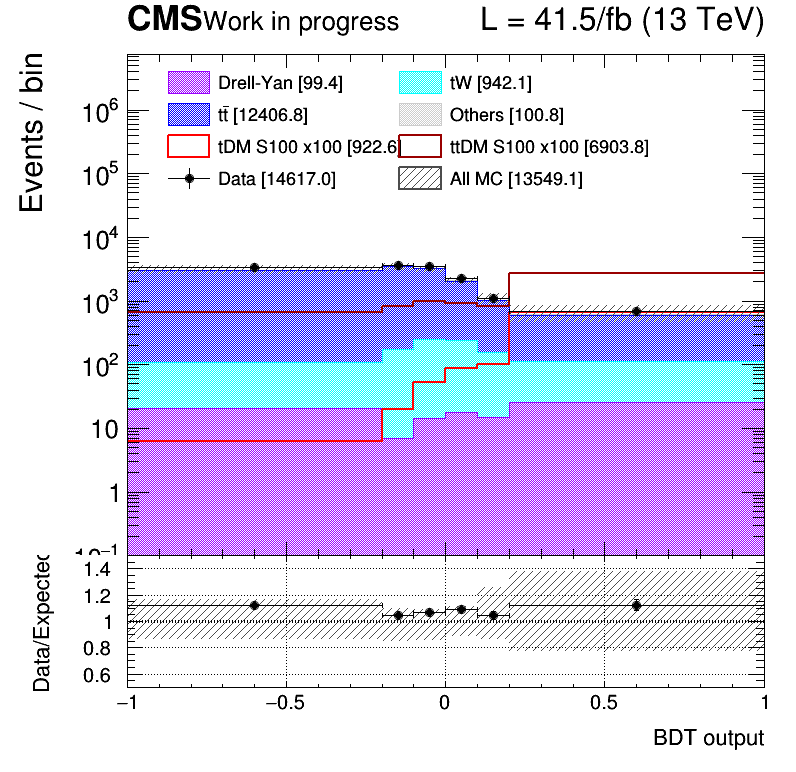 CMS Work in progress L = 41.5/fb (13 TeV)
Events / bin
Drell-Yan [99.4] tW [942.1]
tt̄ [12406.8] Others [100.8]
tDM S100 x100 [922.6] ttDM S100 x100 [6903.8]
Data [14617.0] All MC [13549.1]
10⁶
10⁵
10⁴
10³
10²
10
1
10⁻¹
Data/Expected
1.4
1.2
1
0.8
0.6
−1 −0.5 0 0.5 1
BDT output